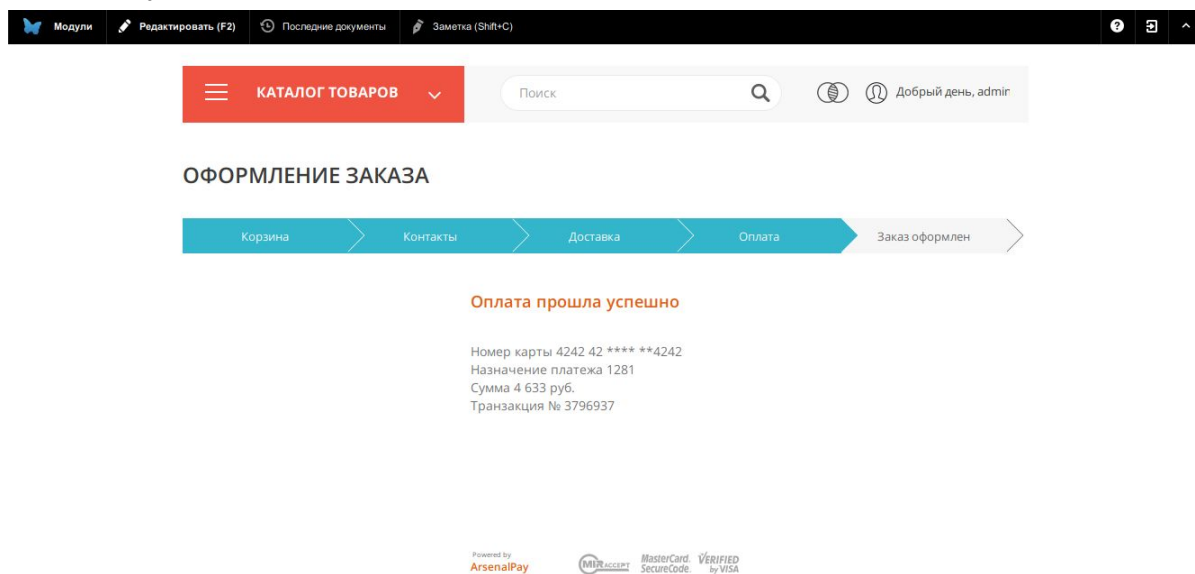 Модули Редактировать (F2) Последние документы Заметка (Shift+C)
КАТАЛОГ ТОВАРОВ Поиск Добрый день, admin
ОФОРМЛЕНИЕ ЗАКАЗА
Корзина Контакты Доставка Оплата Заказ оформлен
Оплата прошла успешно
Номер карты 4242 42 **** **4242
Назначение платежа 1281
Сумма 4 633 руб.
Транзакция № 3796937
Powered by
ArsenalPay
MIR ACCEPT
MasterCard.
SecureCode.
VERIFIED
by VISA